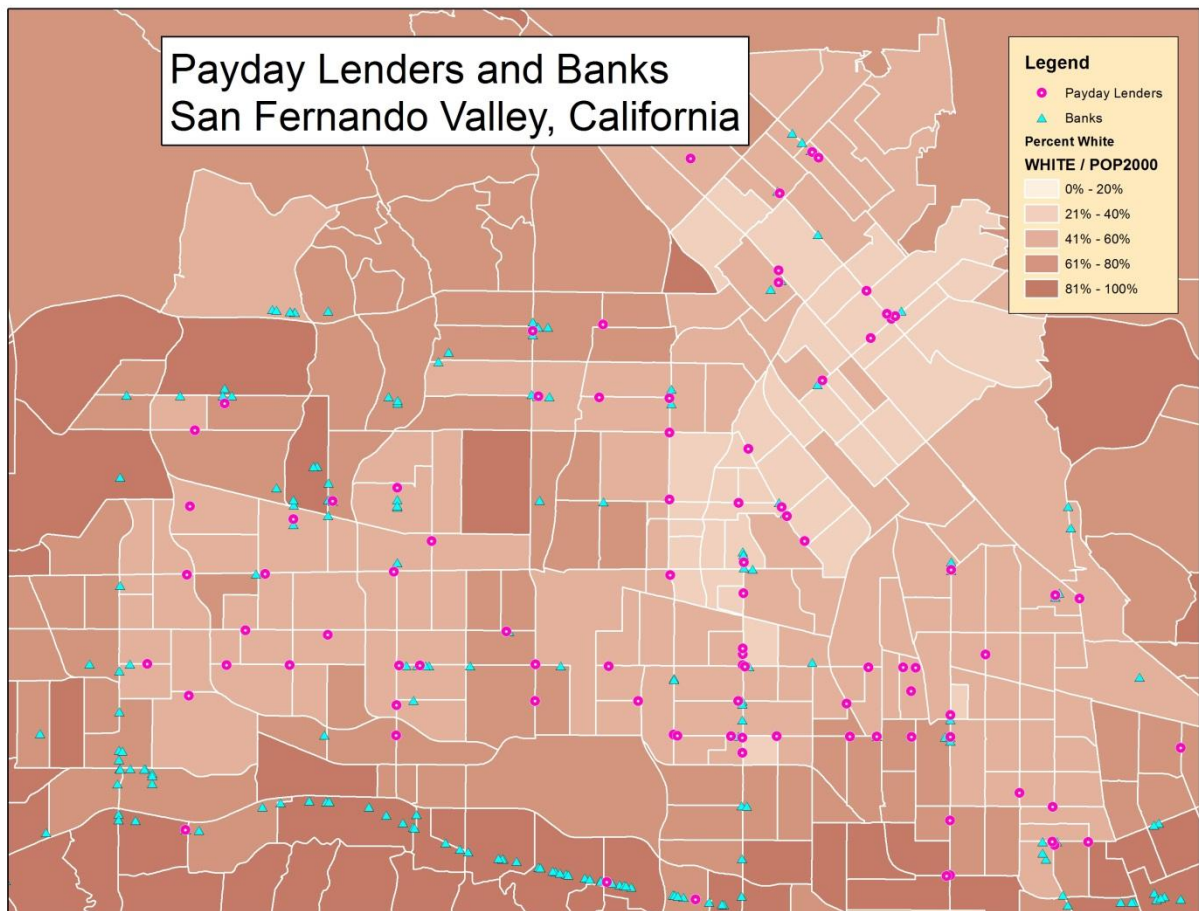 Payday Lenders and Banks
San Fernando Valley, California
Legend
Payday Lenders
Banks
Percent White
WHITE / POP2000
0% - 20%
21% - 40%
41% - 60%
61% - 80%
81% - 100%